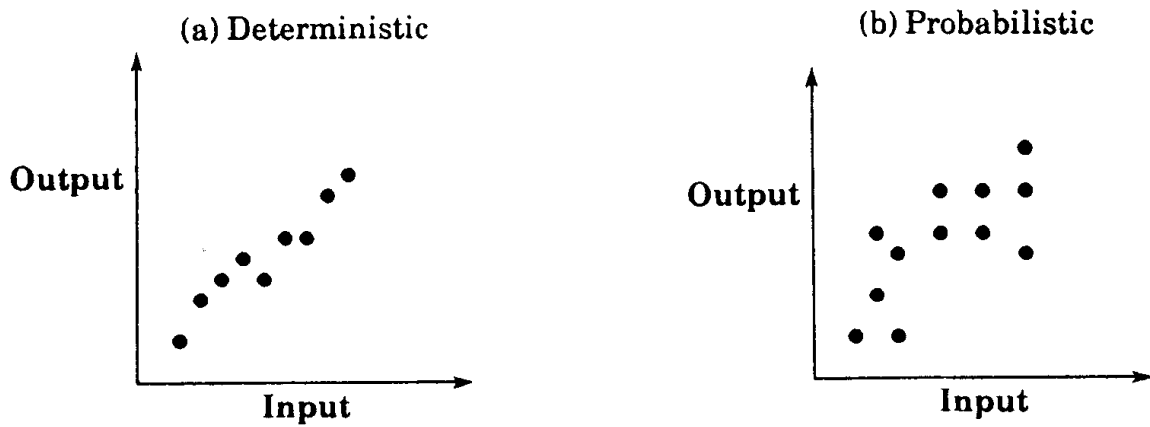 (a) Deterministic
Output
Input
(b) Probabilistic
Output
Input